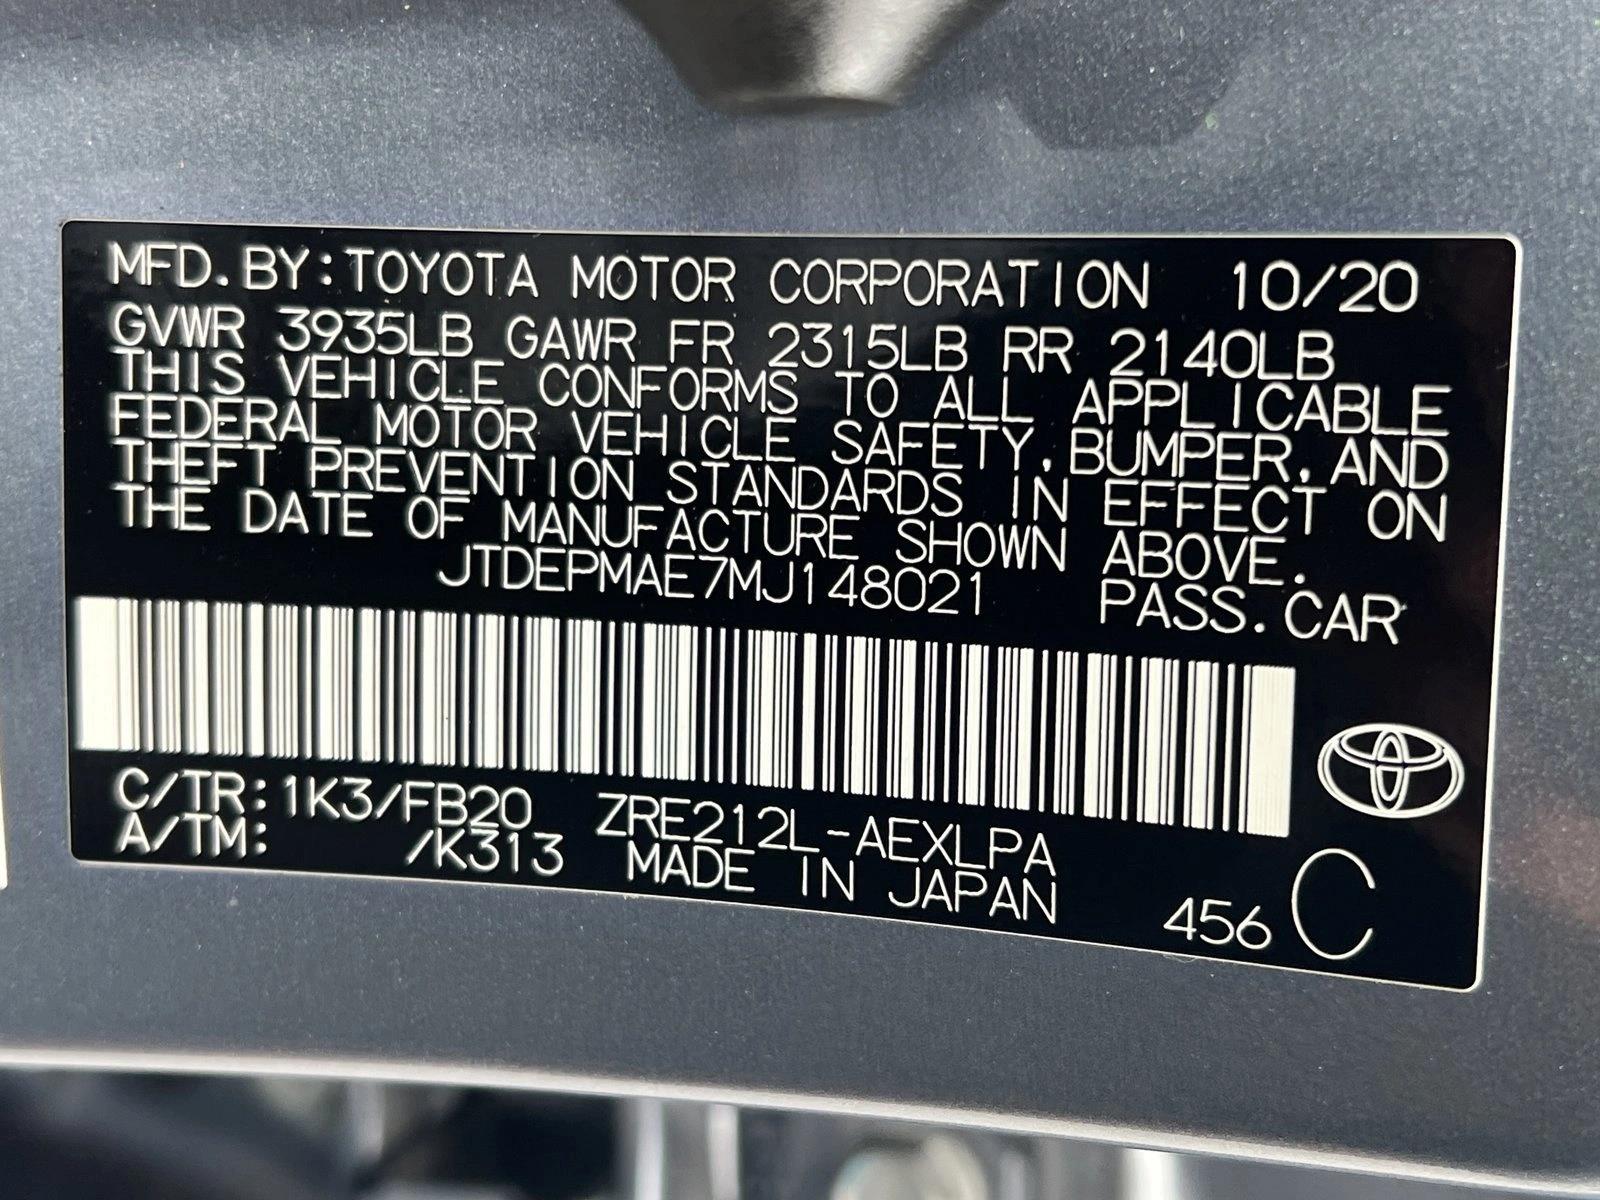 MFD.BY:TOYOTA MOTOR CORPORATION 10/20
GVWR 3935LB GAWR FR 2315LB RR 2140LB
THIS VEHICLE CONFORMS TO ALL APPLICABLE
FEDERAL MOTOR VEHICLE SAFETY,BUMPER,AND
THEFT PREVENTION STANDARDS IN EFFECT ON
THE DATE OF MANUFACTURE SHOWN ABOVE.
JTDEPMAE7MJ148021 PASS.CAR
C/TR:1K3/FB20 ZRE212L-AEXLPA
A/TM: /K313 MADE IN JAPAN
456 C